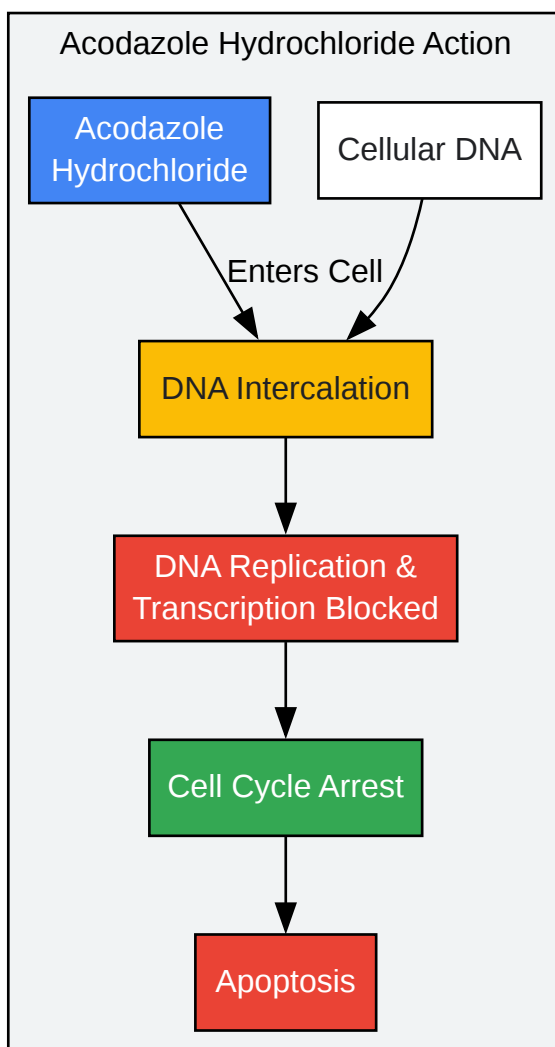 Acodazole Hydrochloride Action
Acodazole
Hydrochloride
Cellular DNA
Enters Cell
DNA Intercalation
DNA Replication &
Transcription Blocked
Cell Cycle Arrest
Apoptosis